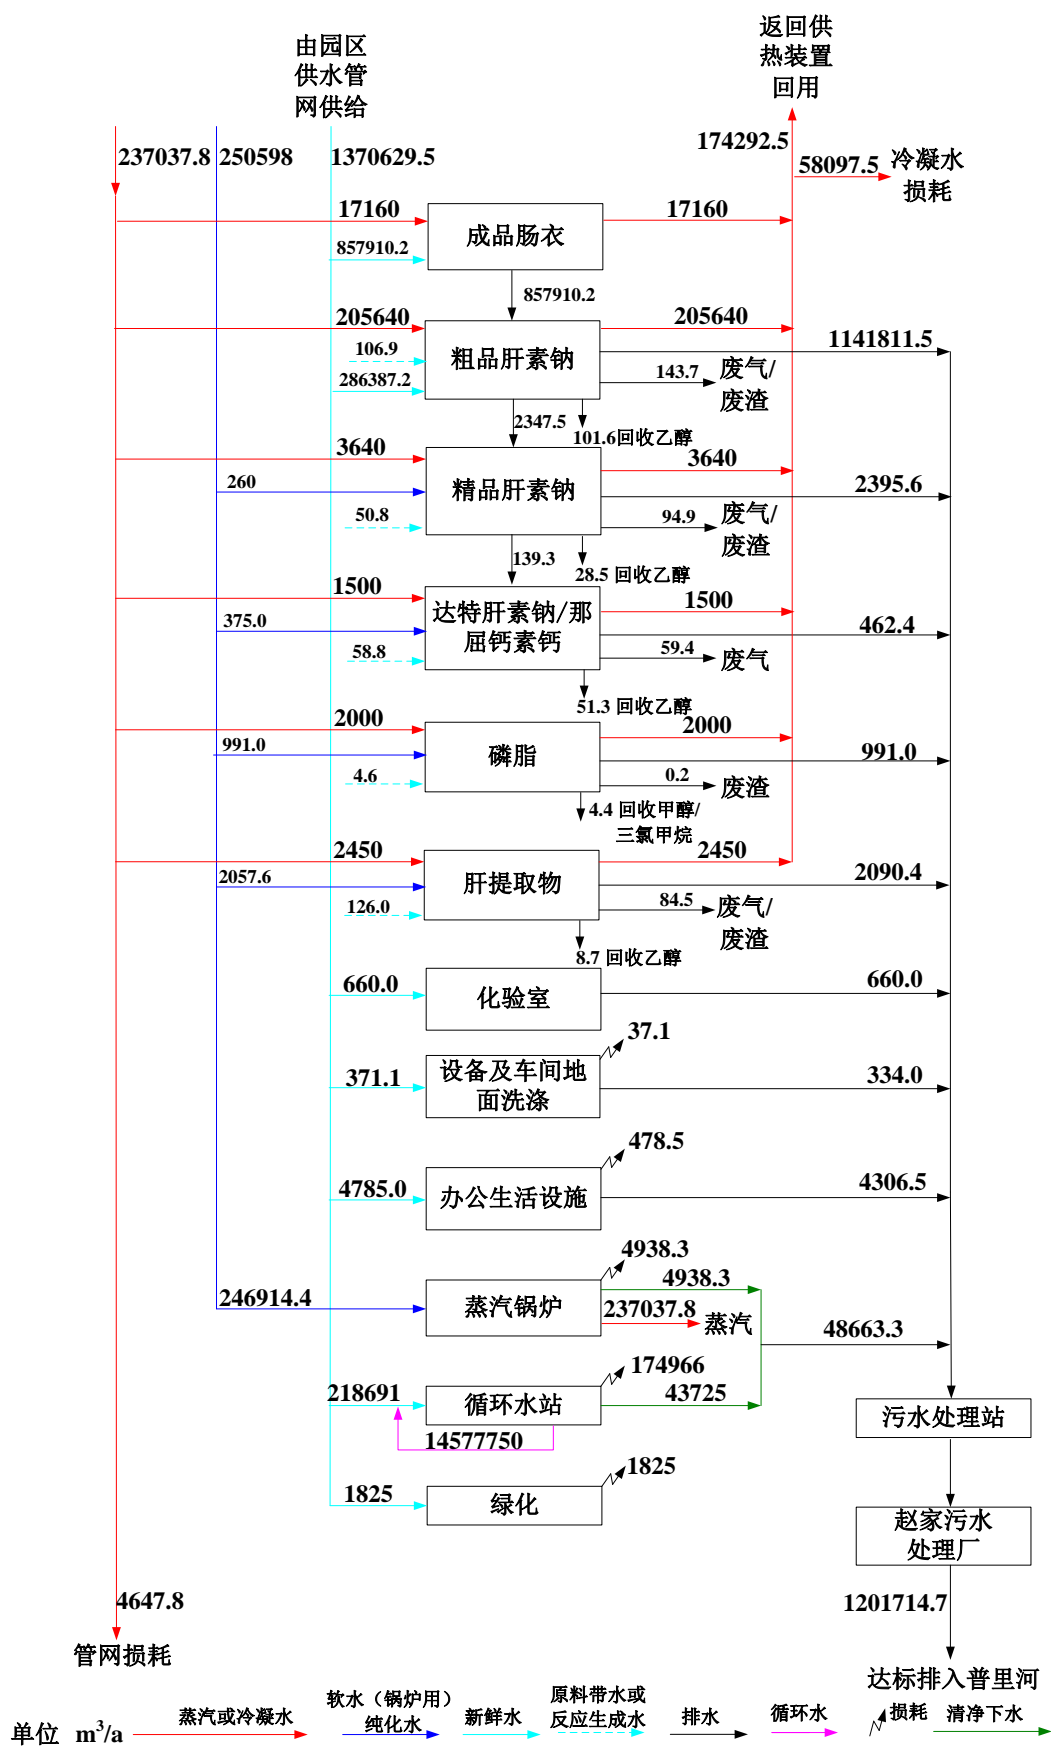 由园区
供水管
网供给
返回供
热装置
回用
237037.8
250598
1370629.5
174292.5
58097.5
冷凝水
损耗
17160
857910.2
成品肠衣
17160
857910.2
205640
106.9
286387.2
粗品肝素钠
205640
1141811.5
143.7
废气/
废渣
2347.5
101.6回收乙醇
3640
260
50.8
精品肝素钠
3640
2395.6
94.9
废气/
废渣
139.3
28.5 回收乙醇
1500
375.0
58.8
达特肝素钠/那
屈钙素钙
1500
462.4
59.4
废气
51.3 回收乙醇
2000
991.0
4.6
磷脂
2000
991.0
0.2
废渣
4.4 回收甲醇/
三氯甲烷
2450
2057.6
126.0
肝提取物
2450
2090.4
84.5
废气/
废渣
8.7 回收乙醇
660.0
化验室
660.0
371.1
设备及车间地
面洗涤
37.1
334.0
4785.0
办公生活设施
478.5
4306.5
246914.4
蒸汽锅炉
4938.3
4938.3
237037.8
蒸汽
48663.3
218691
循环水站
174966
43725
14577750
污水处理站
1825
绿化
1825
赵家污水
处理厂
4647.8
管网损耗
1201714.7
达标排入普里河
单位 m³/a
蒸汽或冷凝水
软水（锅炉用）
纯化水
新鲜水
原料带水或
反应生成水
排水
循环水
损耗
清净下水